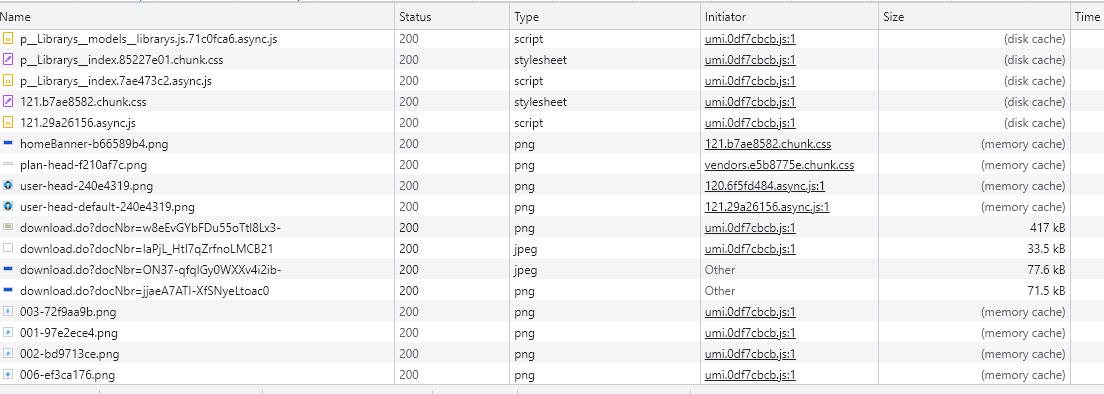 Name Status Type Initiator Size Time
p__Librarys__models__librarys.js.71c0fca6.async.js 200 script umi.0df7cbcb.js:1 (disk cache)
p__Librarys__index.85227e01.chunk.css 200 stylesheet umi.0df7cbcb.js:1 (disk cache)
p__Librarys__index.7ae473c2.async.js 200 script umi.0df7cbcb.js:1 (disk cache)
121.b7ae8582.chunk.css 200 stylesheet umi.0df7cbcb.js:1 (disk cache)
121.29a26156.async.js 200 script umi.0df7cbcb.js:1 (disk cache)
homeBanner-b66589b4.png 200 png 121.b7ae8582.chunk.css (memory cache)
plan-head-f210af7c.png 200 png vendors.e5b8775e.chunk.css (memory cache)
user-head-240e4319.png 200 png 120.6f5fd484.async.js:1 (memory cache)
user-head-default-240e4319.png 200 png 121.29a26156.async.js:1 (memory cache)
download.do?docNbr=w8eEvGYbFDu55oTtI8Lx3- 200 png umi.0df7cbcb.js:1 417 kB
download.do?docNbr=IaPjL_HtI7qZrfnoLMCB21 200 jpeg umi.0df7cbcb.js:1 33.5 kB
download.do?docNbr=ON37-qfqIGy0WXXv4i2ib- 200 jpeg Other 77.6 kB
download.do?docNbr=jjaeA7ATI-XfSNyeLtoac0 200 png Other 71.5 kB
003-72f9aa9b.png 200 png umi.0df7cbcb.js:1 (memory cache)
001-97e2ece4.png 200 png umi.0df7cbcb.js:1 (memory cache)
002-bd9713ce.png 200 png umi.0df7cbcb.js:1 (memory cache)
006-ef3ca176.png 200 png umi.0df7cbcb.js:1 (memory cache)